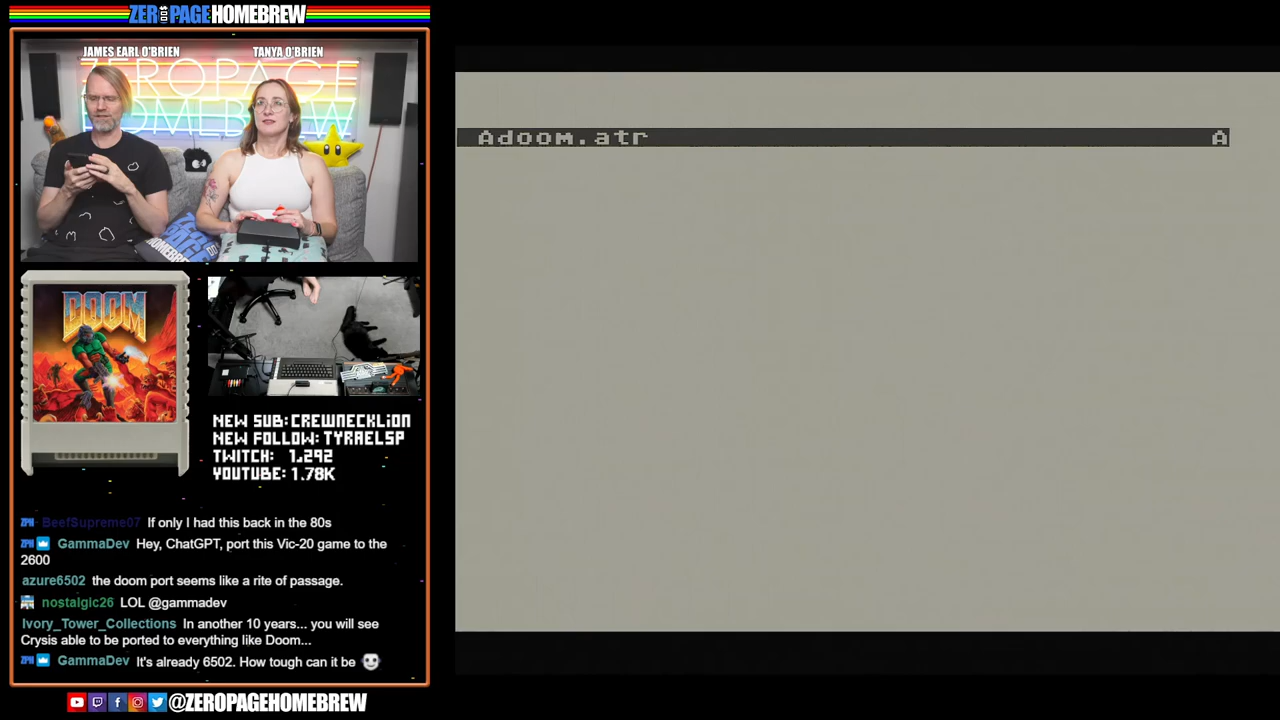 ZEROPAGE HOMEBREW
JAMES EARL O'BRIEN
TANYA O'BRIEN
ZEROPAGE
HOMEBREW
DOOM
NEW SUB: CREWNECKLION
NEW FOLLOW: TYRAELSP
TWITCH: 1,292
YOUTUBE: 1.78K
BeefSupreme07 If only I had this back in the 80s
GammaDev Hey, ChatGPT, port this Vic-20 game to the
2600
azure6502 the doom port seems like a rite of passage.
nostalgic26 LOL @gammadev
Ivory_Tower_Collections In another 10 years... you will see
Crysis able to be ported to everything like Doom...
GammaDev It's already 6502. How tough can it be
@ZEROPAGEHOMEBREW
Adoom.atr A